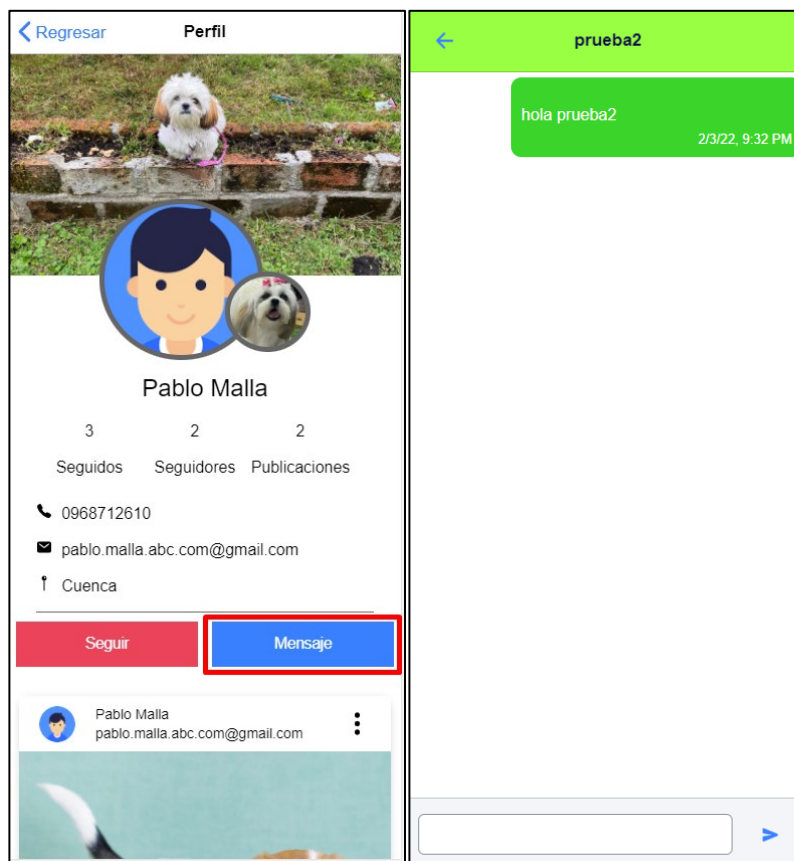 Regresar
Perfil
Pablo Malla
3 2 2
Seguidos Seguidores Publicaciones
0968712610
pablo.malla.abc.com@gmail.com
Cuenca
Seguir Mensaje
Pablo Malla
pablo.malla.abc.com@gmail.com
prueba2
hola prueba2
2/3/22, 9:32 PM